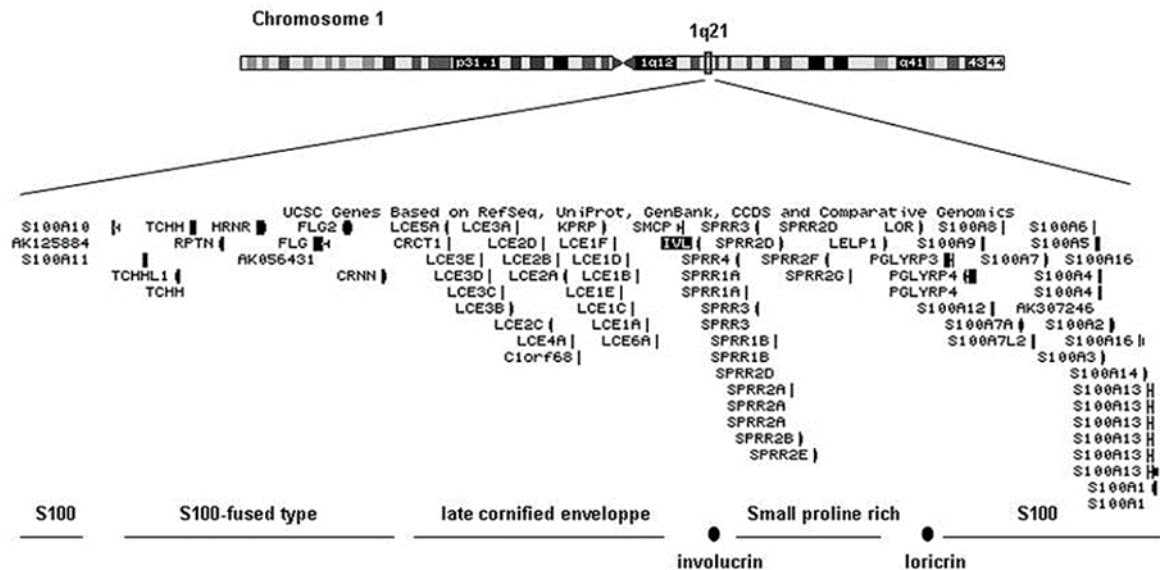 Chromosome 1
1q21
p31.1 1q12 q41 43 44
UCSC Genes Based on RefSeq, UniProt, GenBank, CCDS and Comparative Genomics
S100A10 TCHH HRNR FLG2 LCE5A LCE3A KPRP SMCP SPRR3 SPRR2D LOR S100A8 S100A6
AK125884 RPTN FLG CRCT1 LCE2D LCE1F IVL SPRR2D LELP1 S100A9 S100A5
S100A11 AK056431 LCE3E LCE2B LCE1D SPRR4 SPRR2F PGLYRP3 S100A7 S100A16
TCHHL1 CRNN LCE3D LCE2A LCE1B SPRR1A SPRR2G PGLYRP4 S100A4
TCHH LCE3C LCE1E SPRR1A PGLYRP4 S100A4
LCE3B LCE1C SPRR3 S100A12 AK307246
LCE2C LCE1A SPRR3 S100A7A S100A2
LCE4A LCE6A SPRR1B S100A7L2 S100A16
C1orf68 SPRR1B S100A3
SPRR2D S100A14
SPRR2A S100A13
SPRR2A S100A13
SPRR2A S100A13
SPRR2B S100A13
SPRR2E S100A13
S100A1
S100A1
S100 S100-fused type late cornified enveloppe Small proline rich S100
involucrin loricrin